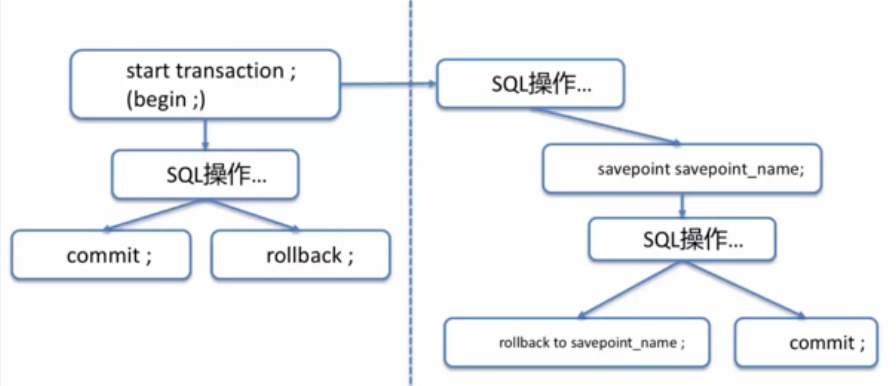 start transaction ;
(begin ;)
SQL操作...
commit ;
rollback ;
SQL操作...
savepoint savepoint_name;
SQL操作...
rollback to savepoint_name ;
commit ;